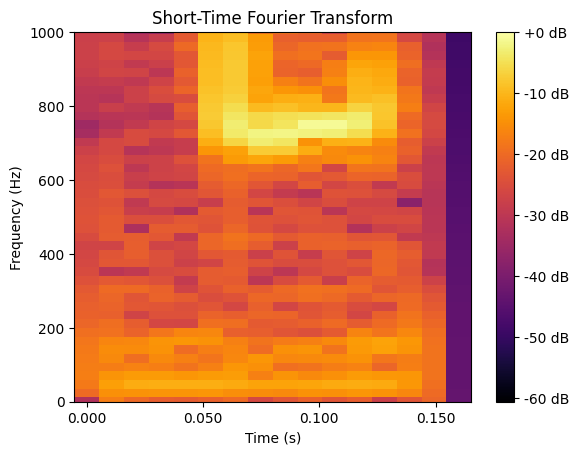 Short-Time Fourier Transform
Frequency (Hz)
1000
800
600
400
200
0
0.000
0.050
0.100
0.150
Time (s)
+0 dB
-10 dB
-20 dB
-30 dB
-40 dB
-50 dB
-60 dB